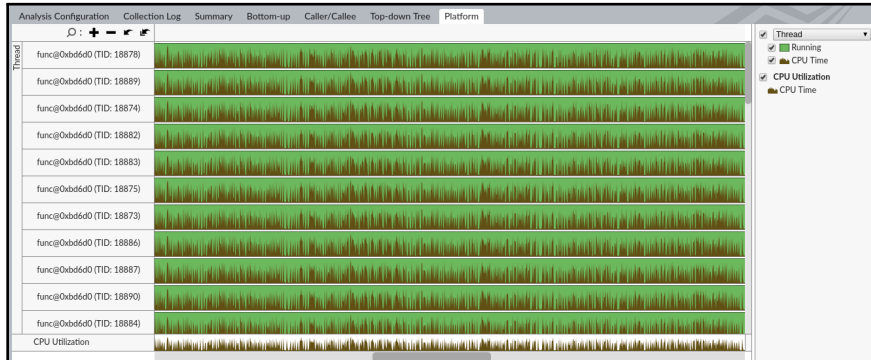 Analysis Configuration Collection Log Summary Bottom-up Caller/Callee Top-down Tree Platform
Thread
func@0xbd6d0 (TID: 18878)
func@0xbd6d0 (TID: 18889)
func@0xbd6d0 (TID: 18874)
func@0xbd6d0 (TID: 18882)
func@0xbd6d0 (TID: 18883)
func@0xbd6d0 (TID: 18875)
func@0xbd6d0 (TID: 18873)
func@0xbd6d0 (TID: 18886)
func@0xbd6d0 (TID: 18887)
func@0xbd6d0 (TID: 18890)
func@0xbd6d0 (TID: 18884)
CPU Utilization
Thread
Running
CPU Time
CPU Utilization
CPU Time